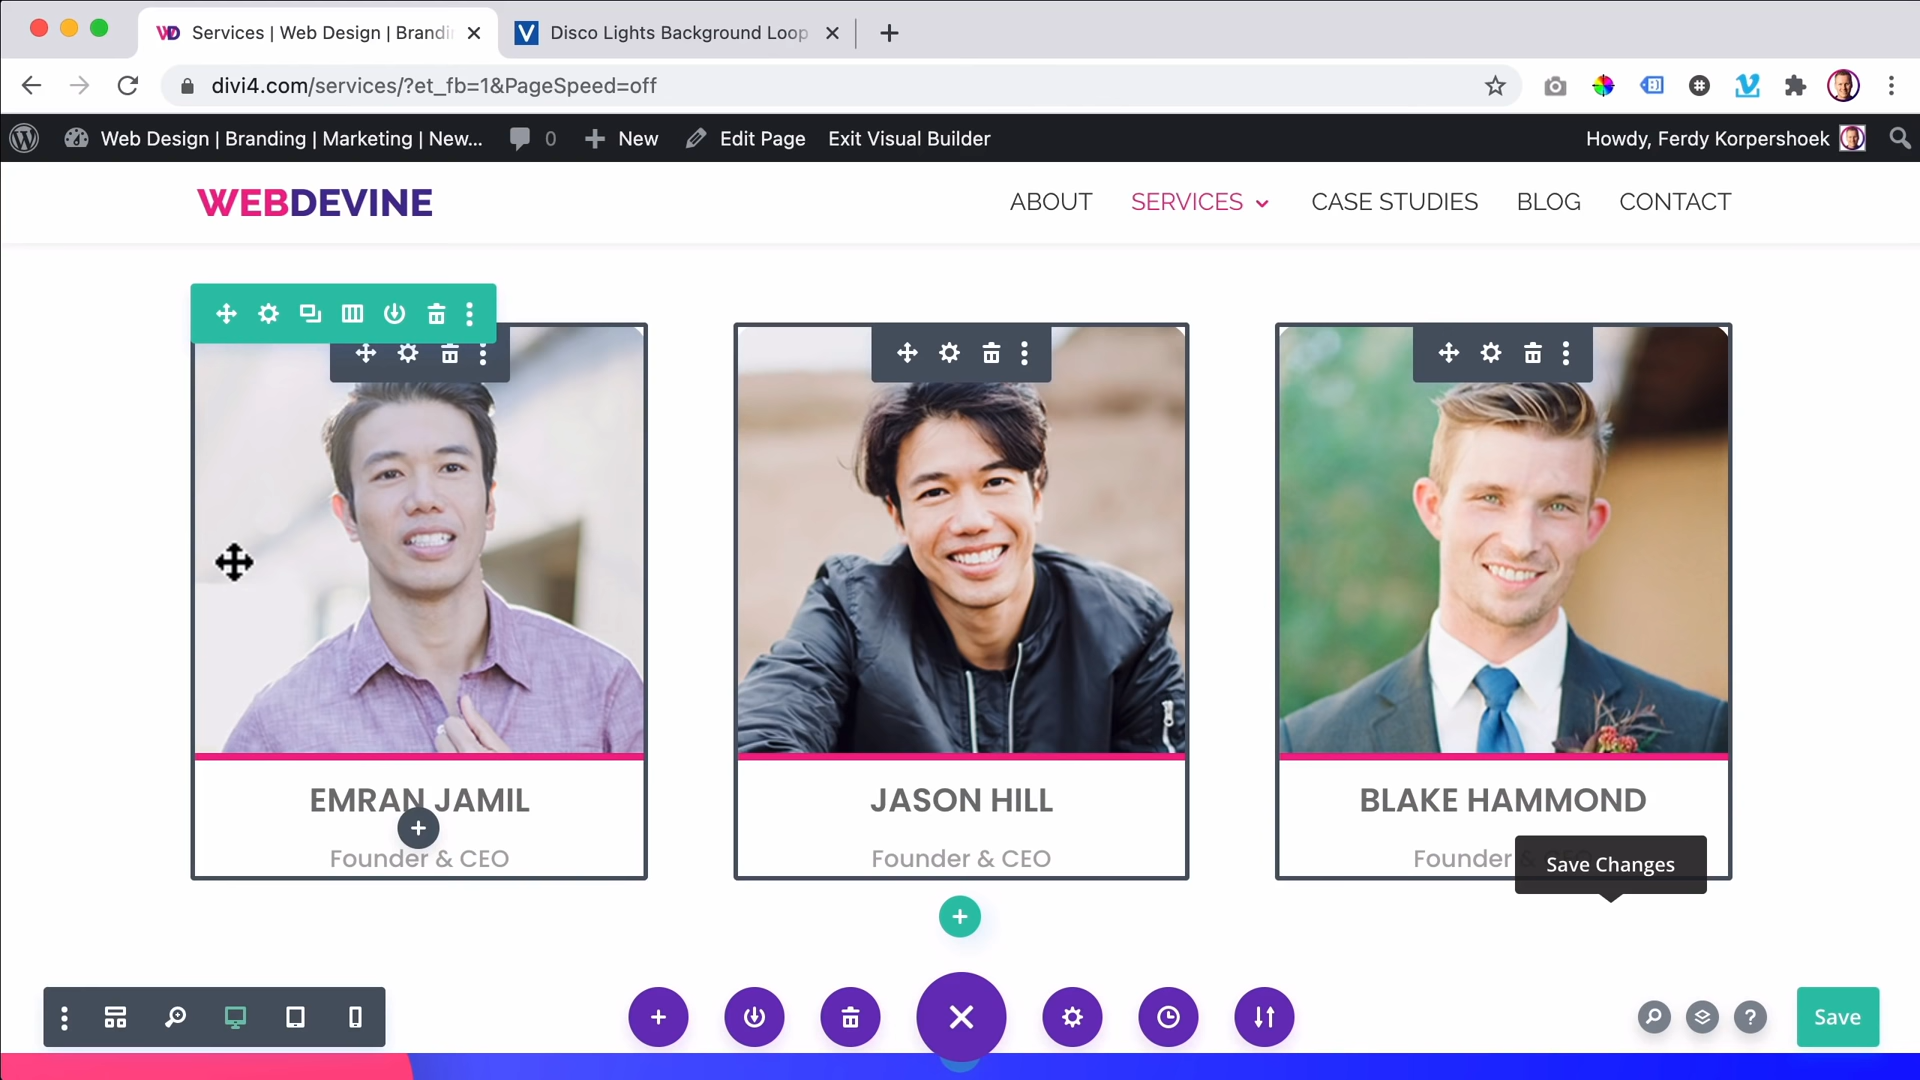 Services | Web Design | Brandi
Disco Lights Background Loop
divi4.com/services/?et_fb=1&PageSpeed=off
Web Design | Branding | Marketing | New...
0
New
Edit Page
Exit Visual Builder
Howdy, Ferdy Korpershoek
WEBDEVINE
ABOUT
SERVICES
CASE STUDIES
BLOG
CONTACT
EMRAN JAMIL
JASON HILL
BLAKE HAMMOND
Founder & CEO
Founder & CEO
Founder
Save Changes
Save